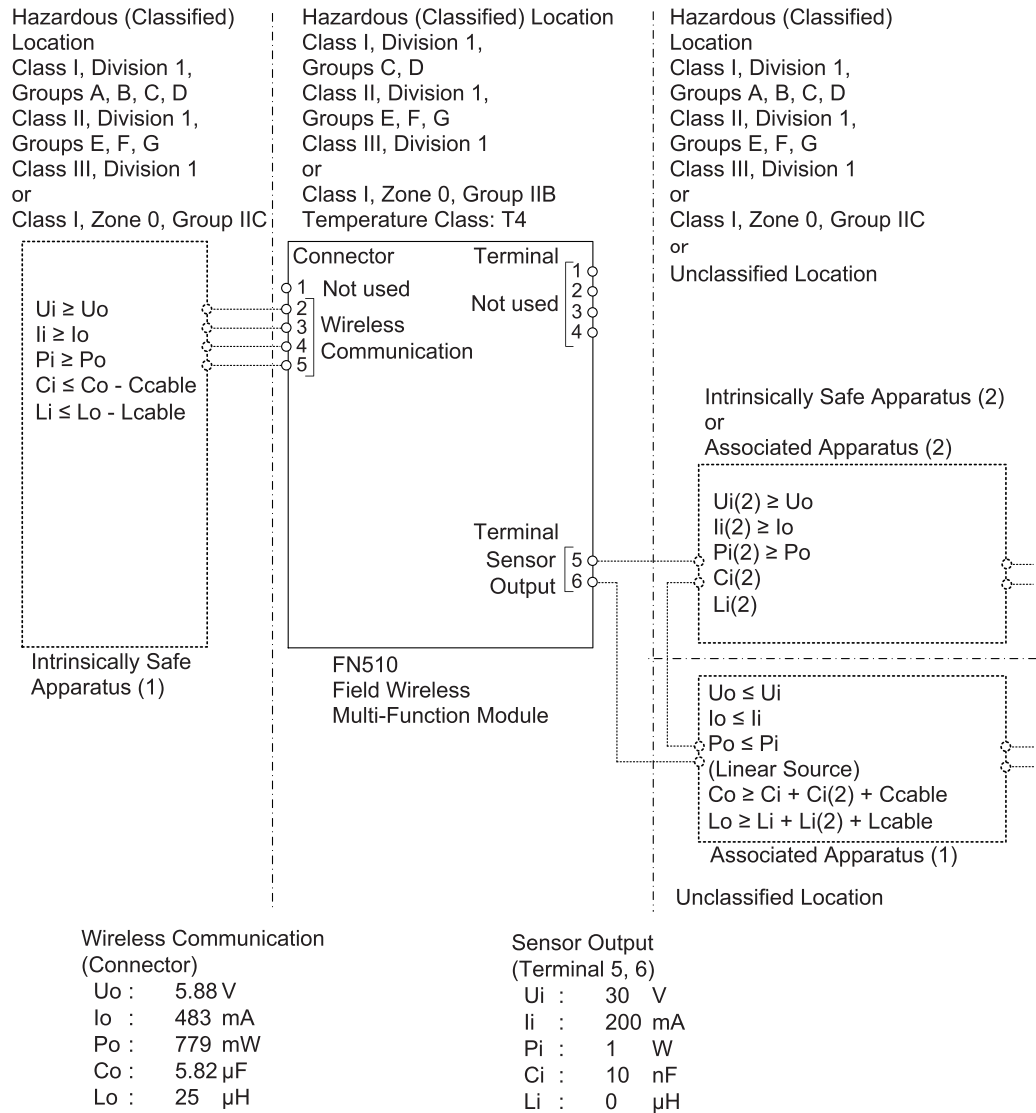 Hazardous (Classified)
Location
Class I, Division 1,
Groups A, B, C, D
Class II, Division 1,
Groups E, F, G
Class III, Division 1
or
Class I, Zone 0, Group IIC
Hazardous (Classified) Location
Class I, Division 1,
Groups C, D
Class II, Division 1,
Groups E, F, G
Class III, Division 1
or
Class I, Zone 0, Group IIB
Temperature Class: T4
Hazardous (Classified)
Location
Class I, Division 1,
Groups A, B, C, D
Class II, Division 1,
Groups E, F, G
Class III, Division 1
or
Class I, Zone 0, Group IIC
or
Unclassified Location
Ui ≥ Uo
Ii ≥ Io
Pi ≥ Po
Ci ≤ Co - Ccable
Li ≤ Lo - Lcable
Intrinsically Safe
Apparatus (1)
Connector
1 Not used
2
3 Wireless
4 Communication
5
Terminal
1
2
Not used
3
4
Terminal
Sensor 5
Output 6
FN510
Field Wireless
Multi-Function Module
Intrinsically Safe Apparatus (2)
or
Associated Apparatus (2)
Ui(2) ≥ Uo
Ii(2) ≥ Io
Pi(2) ≥ Po
Ci(2)
Li(2)
Uo ≤ Ui
Io ≤ Ii
Po ≤ Pi
(Linear Source)
Co ≥ Ci + Ci(2) + Ccable
Lo ≥ Li + Li(2) + Lcable
Associated Apparatus (1)
Unclassified Location
Wireless Communication
(Connector)
Uo : 5.88 V
Io : 483 mA
Po : 779 mW
Co : 5.82 µF
Lo : 25 µH
Sensor Output
(Terminal 5, 6)
Ui : 30 V
Ii : 200 mA
Pi : 1 W
Ci : 10 nF
Li : 0 µH